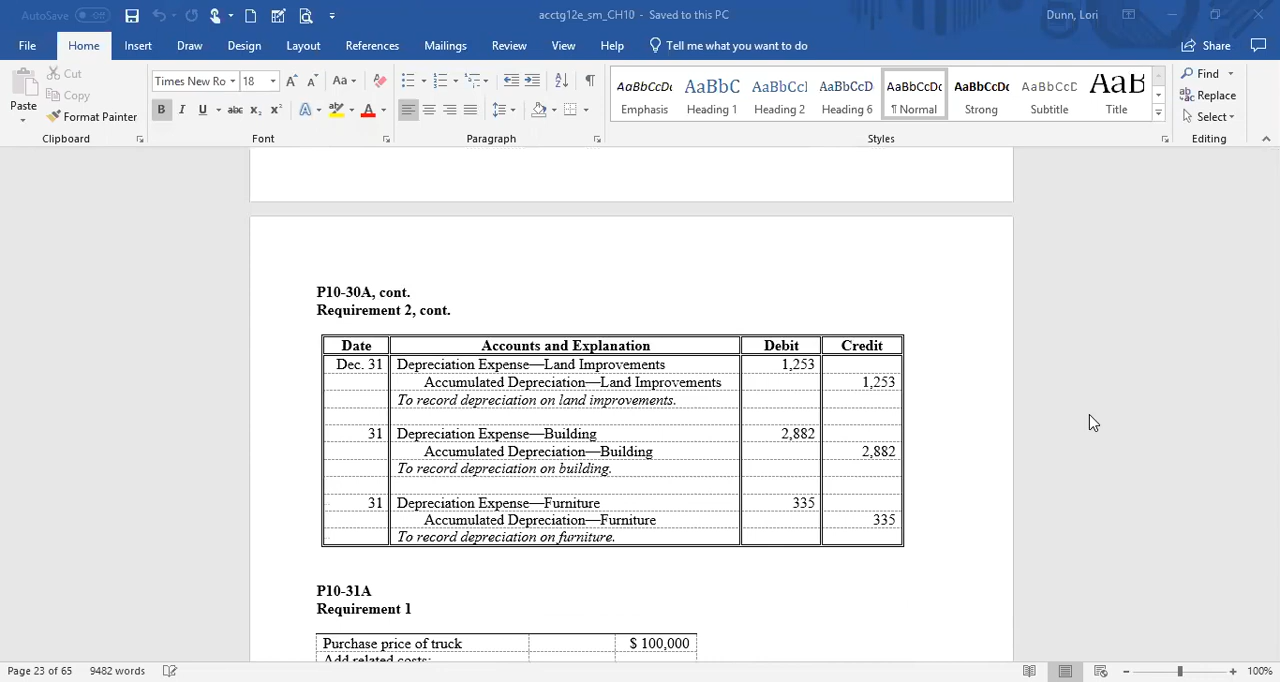 AutoSave Off acctg12e_sm_CH10 - Saved to this PC Dunn, Lori
File Home Insert Draw Design Layout References Mailings Review View Help Tell me what you want to do Share
Cut
Copy
Format Painter
Paste
Clipboard
Times New Ro 18
Font
Paragraph
AaBbCcDc AaBbC AaBbCcI AaBbCcD AaBbCcDc AaBbCcDc AaBbCcD AaB
Emphasis Heading 1 Heading 2 Heading 6 ¶ Normal Strong Subtitle Title
Styles
Find
Replace
Select
Editing
P10-30A, cont.
Requirement 2, cont.
Date Accounts and Explanation Debit Credit
Dec. 31 Depreciation Expense—Land Improvements 1,253
Accumulated Depreciation—Land Improvements 1,253
To record depreciation on land improvements.
31 Depreciation Expense—Building 2,882
Accumulated Depreciation—Building 2,882
To record depreciation on building.
31 Depreciation Expense—Furniture 335
Accumulated Depreciation—Furniture 335
To record depreciation on furniture.
P10-31A
Requirement 1
Purchase price of truck $ 100,000
Add related costs:
Page 23 of 65 9482 words 100%